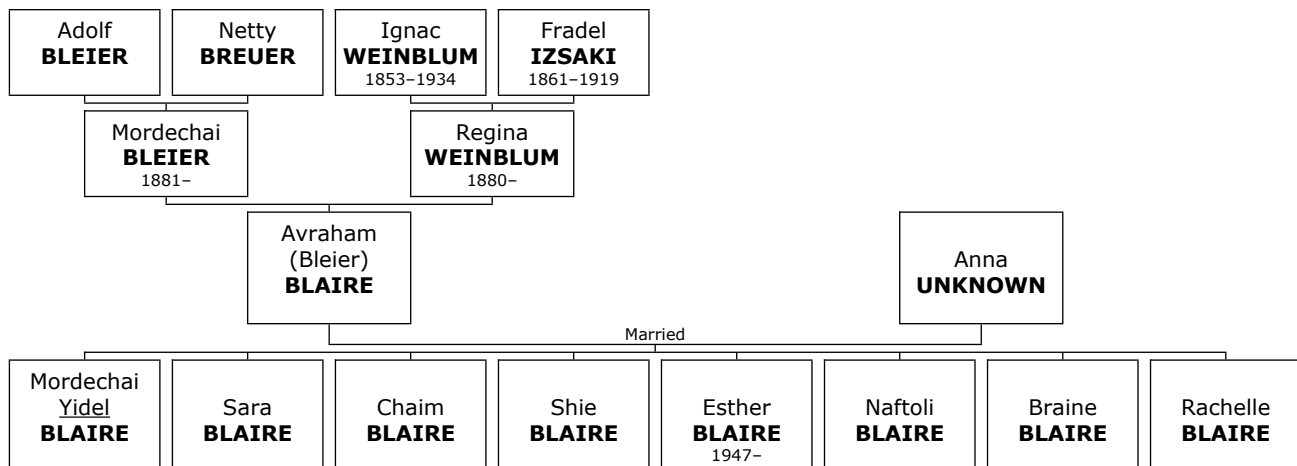 Adolf
BLEIER
Netty
BREUER
Ignac
WEINBLUM
1853–1934
Fradel
IZSAKI
1861–1919
Mordechai
BLEIER
1881–
Regina
WEINBLUM
1880–
Avraham
(Bleier)
BLAIRE
Anna
UNKNOWN
Married
Mordechai
Yidel
BLAIRE
Sara
BLAIRE
Chaim
BLAIRE
Shie
BLAIRE
Esther
BLAIRE
1947–
Naftoli
BLAIRE
Braine
BLAIRE
Rachelle
BLAIRE